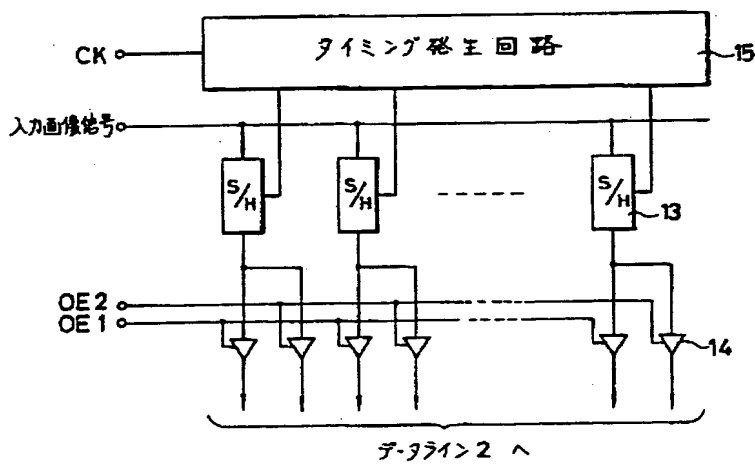 タイミング発生回路
CK
15
入力画像信号
S/H
S/H
S/H
13
OE2
OE1
14
データライン2へ